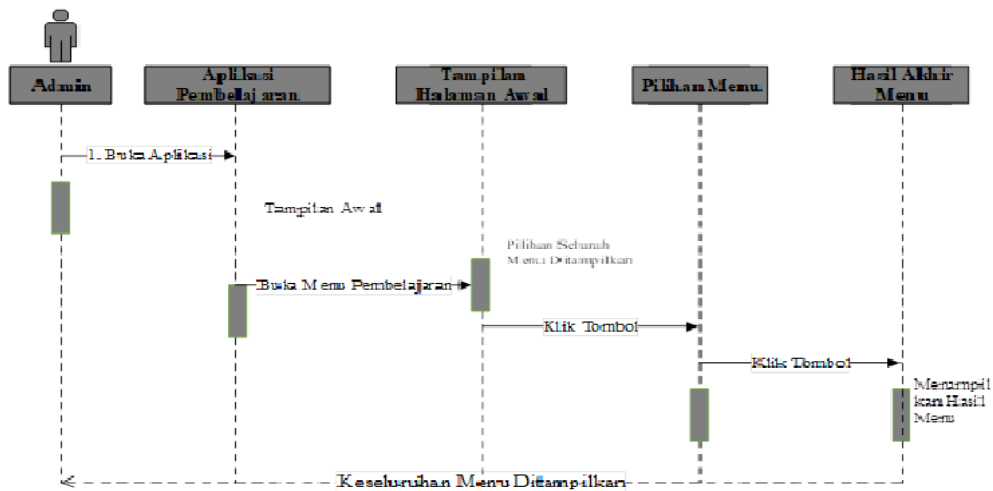 Admin
Aplikasi
Pembelajaran
Tampilam
Halaman Awal
Pilihan Menu
Hasil Akhir
Menu
1. Buka Aplikasi
Tampilan Awal
Pilihan Seluruh
Menu Ditampilkan
Buka Menu Pembelajaran
Klik Tombol
Klik Tombol
Menampil
kan Hasil
Menu
Keseluruhan Menu Ditampilkan